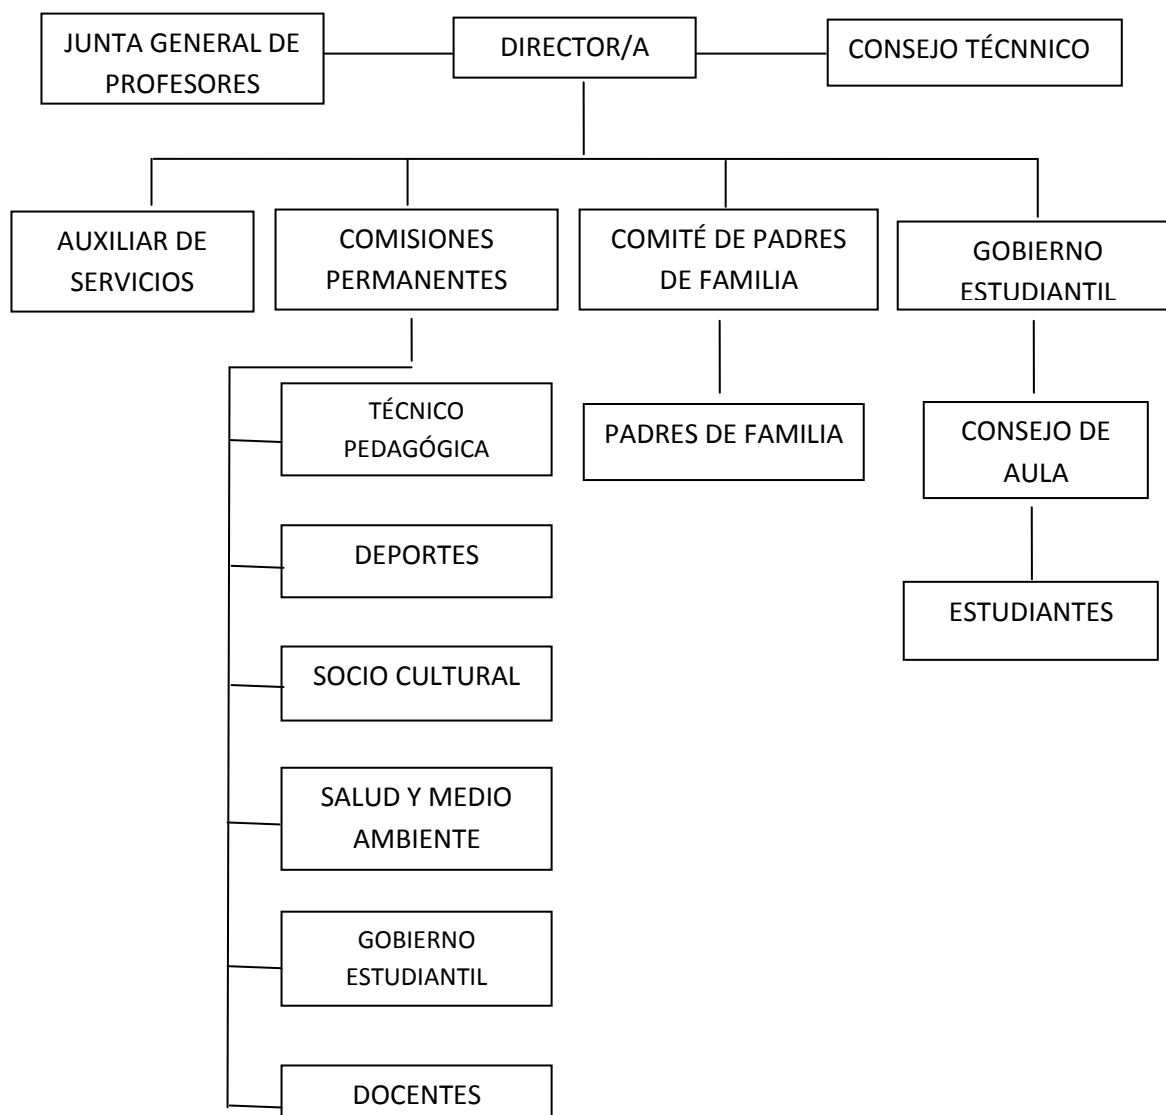 JUNTA GENERAL DE
PROFESORES
DIRECTOR/A
CONSEJO TÉCNNICO
AUXILIAR DE
SERVICIOS
COMISIONES
PERMANENTES
COMITÉ DE PADRES
DE FAMILIA
GOBIERNO
ESTUDIANTIL
TÉCNICO
PEDAGÓGICA
PADRES DE FAMILIA
CONSEJO DE
AULA
DEPORTES
ESTUDIANTES
SOCIO CULTURAL
SALUD Y MEDIO
AMBIENTE
GOBIERNO
ESTUDIANTIL
DOCENTES